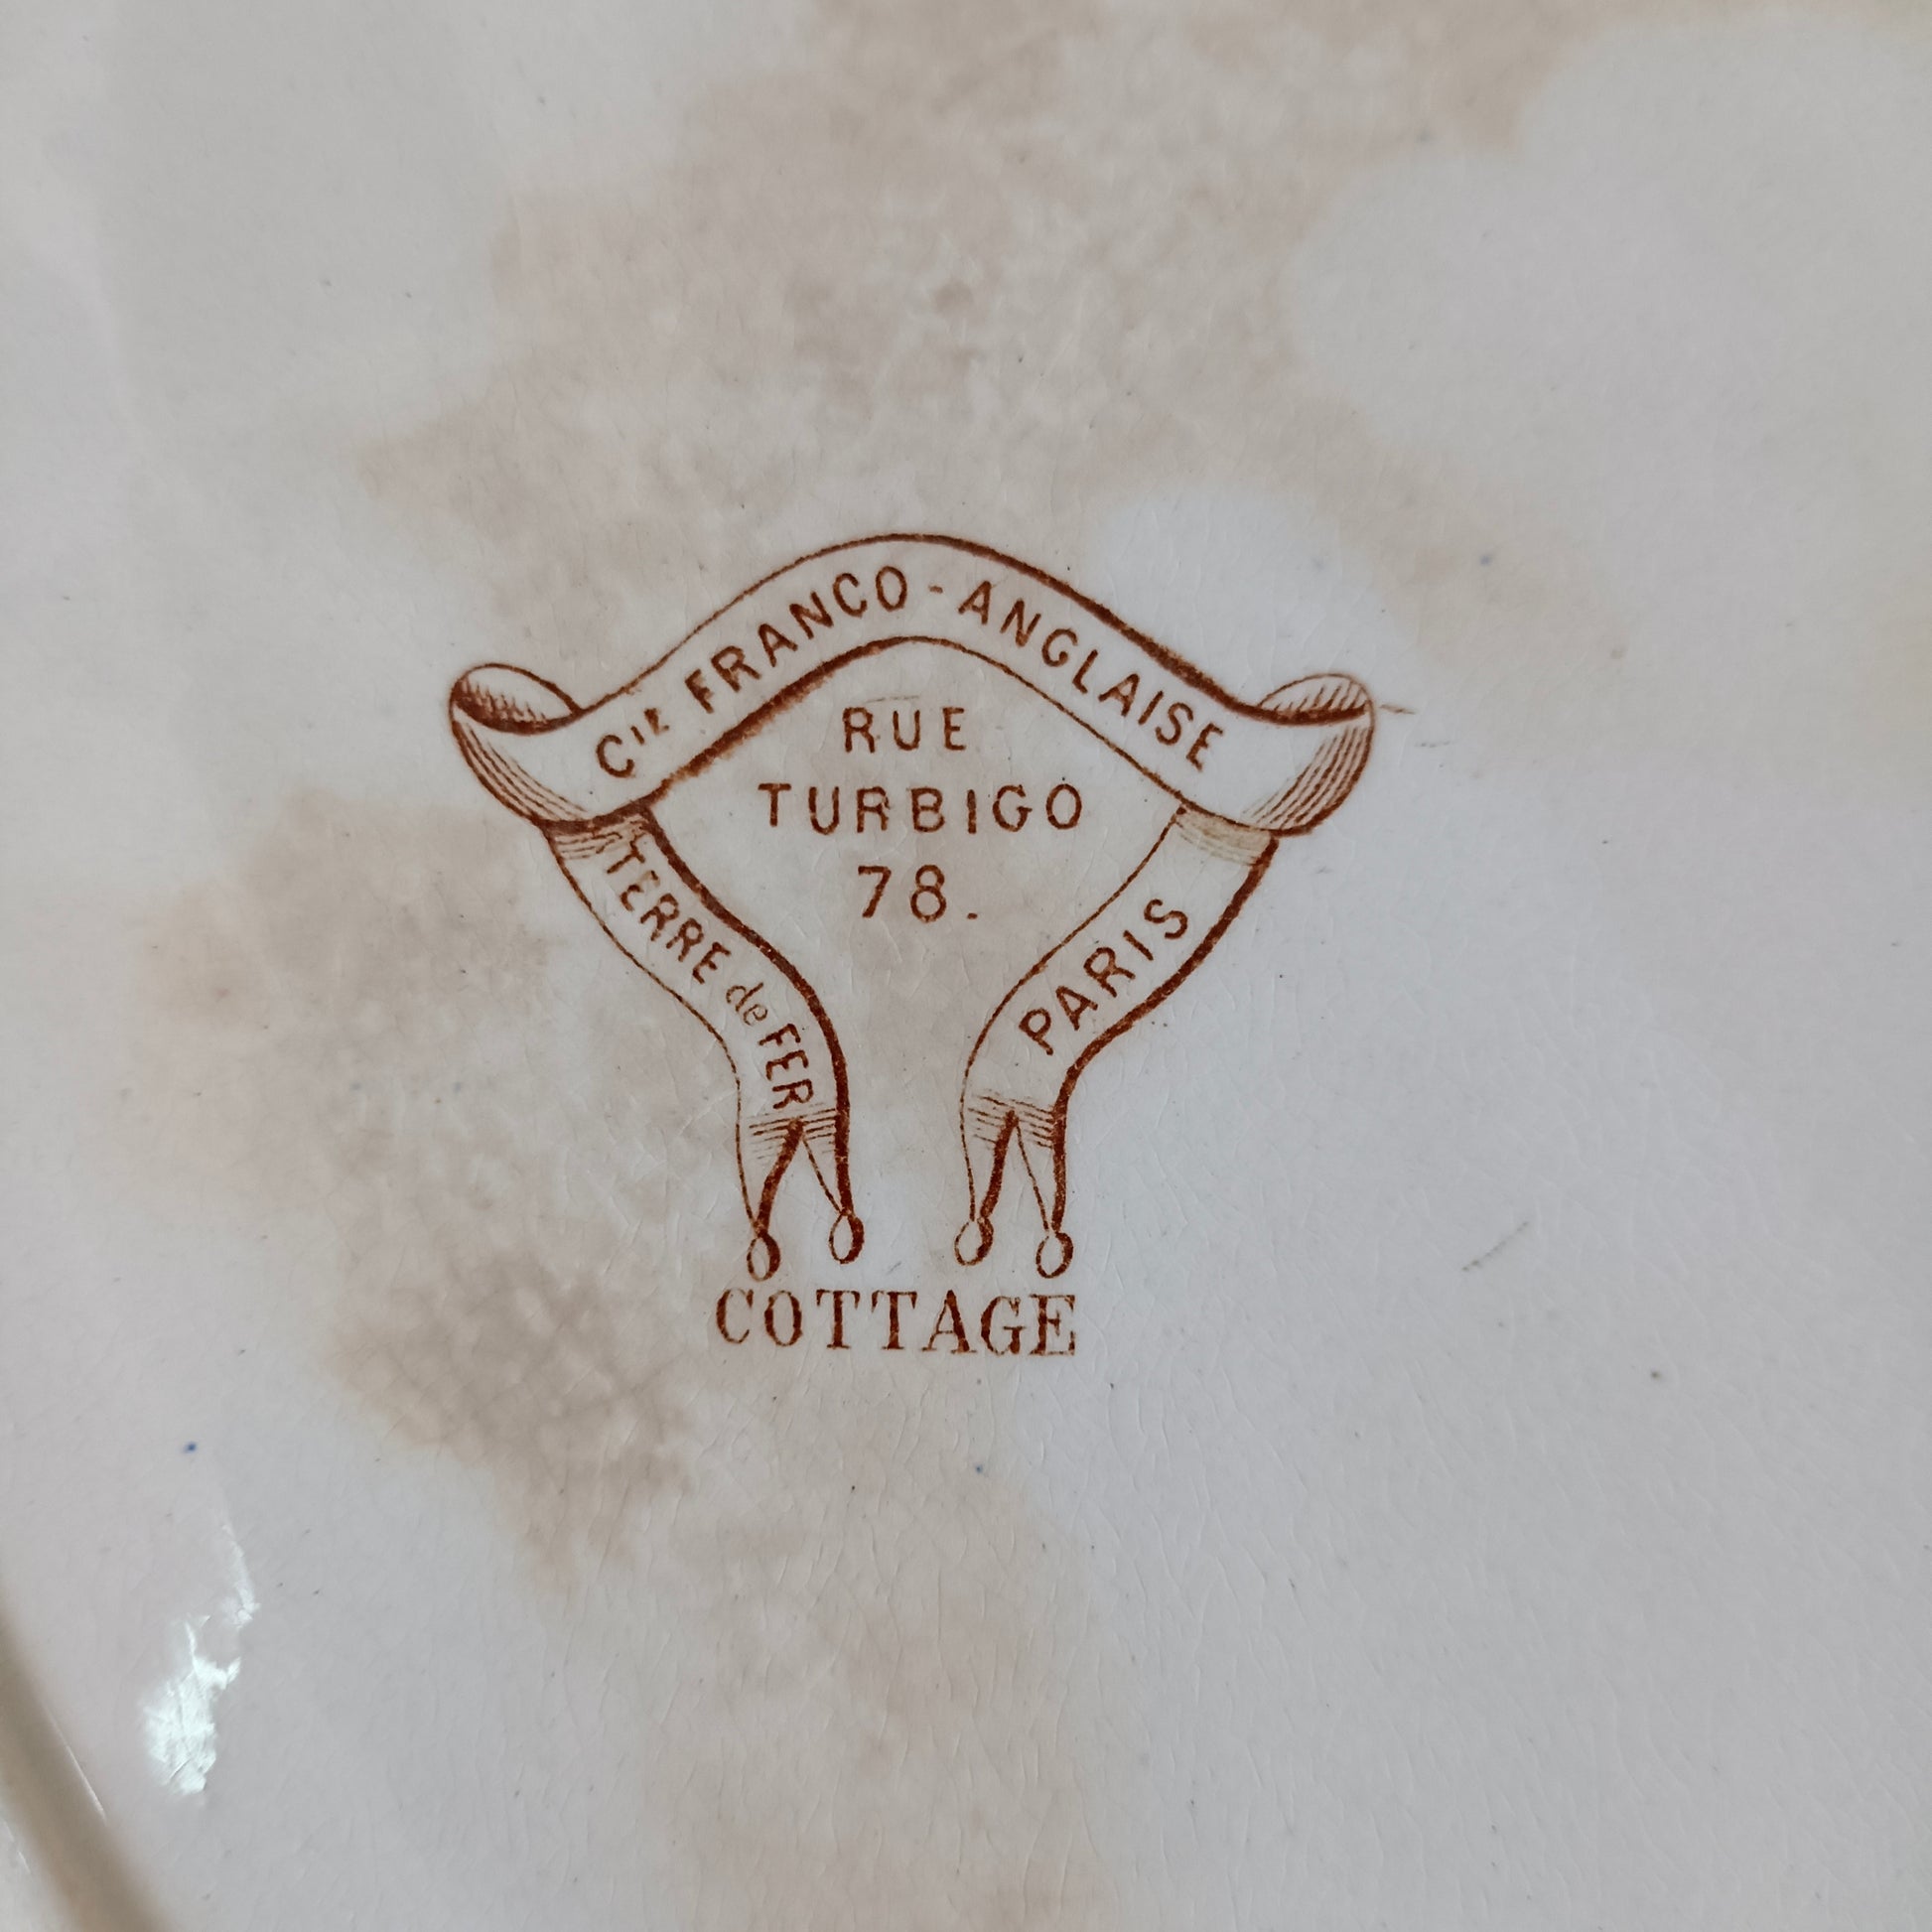 Cie FRANCO-ANGLAISE
RUE
TURBIGO
78.
TERRE de FER
PARIS
COTTAGE